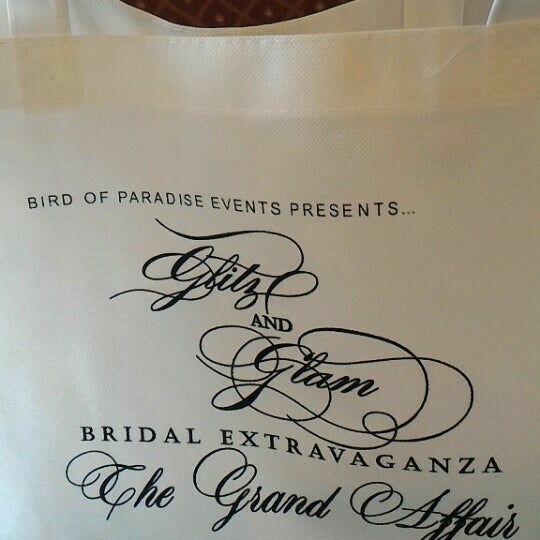 BIRD OF PARADISE EVENTS PRESENTS...
Glitz
AND
Glam
BRIDAL EXTRAVAGANZA
The Grand Affair